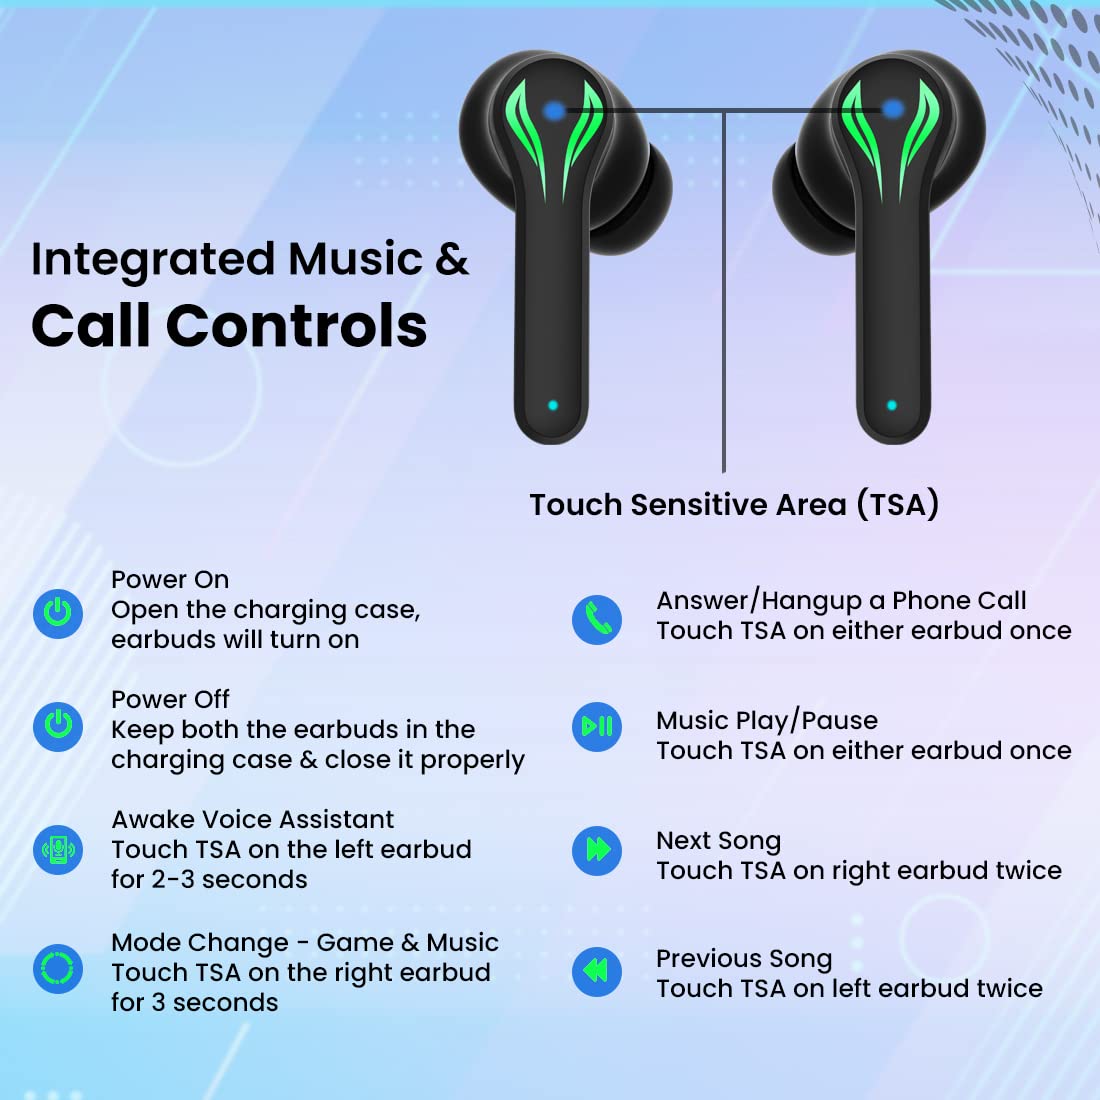 Integrated Music &
Call Controls
Touch Sensitive Area (TSA)
Power On
Open the charging case,
earbuds will turn on
Power Off
Keep both the earbuds in the
charging case & close it properly
Awake Voice Assistant
Touch TSA on the left earbud
for 2-3 seconds
Mode Change - Game & Music
Touch TSA on the right earbud
for 3 seconds
Answer/Hangup a Phone Call
Touch TSA on either earbud once
Music Play/Pause
Touch TSA on either earbud once
Next Song
Touch TSA on right earbud twice
Previous Song
Touch TSA on left earbud twice